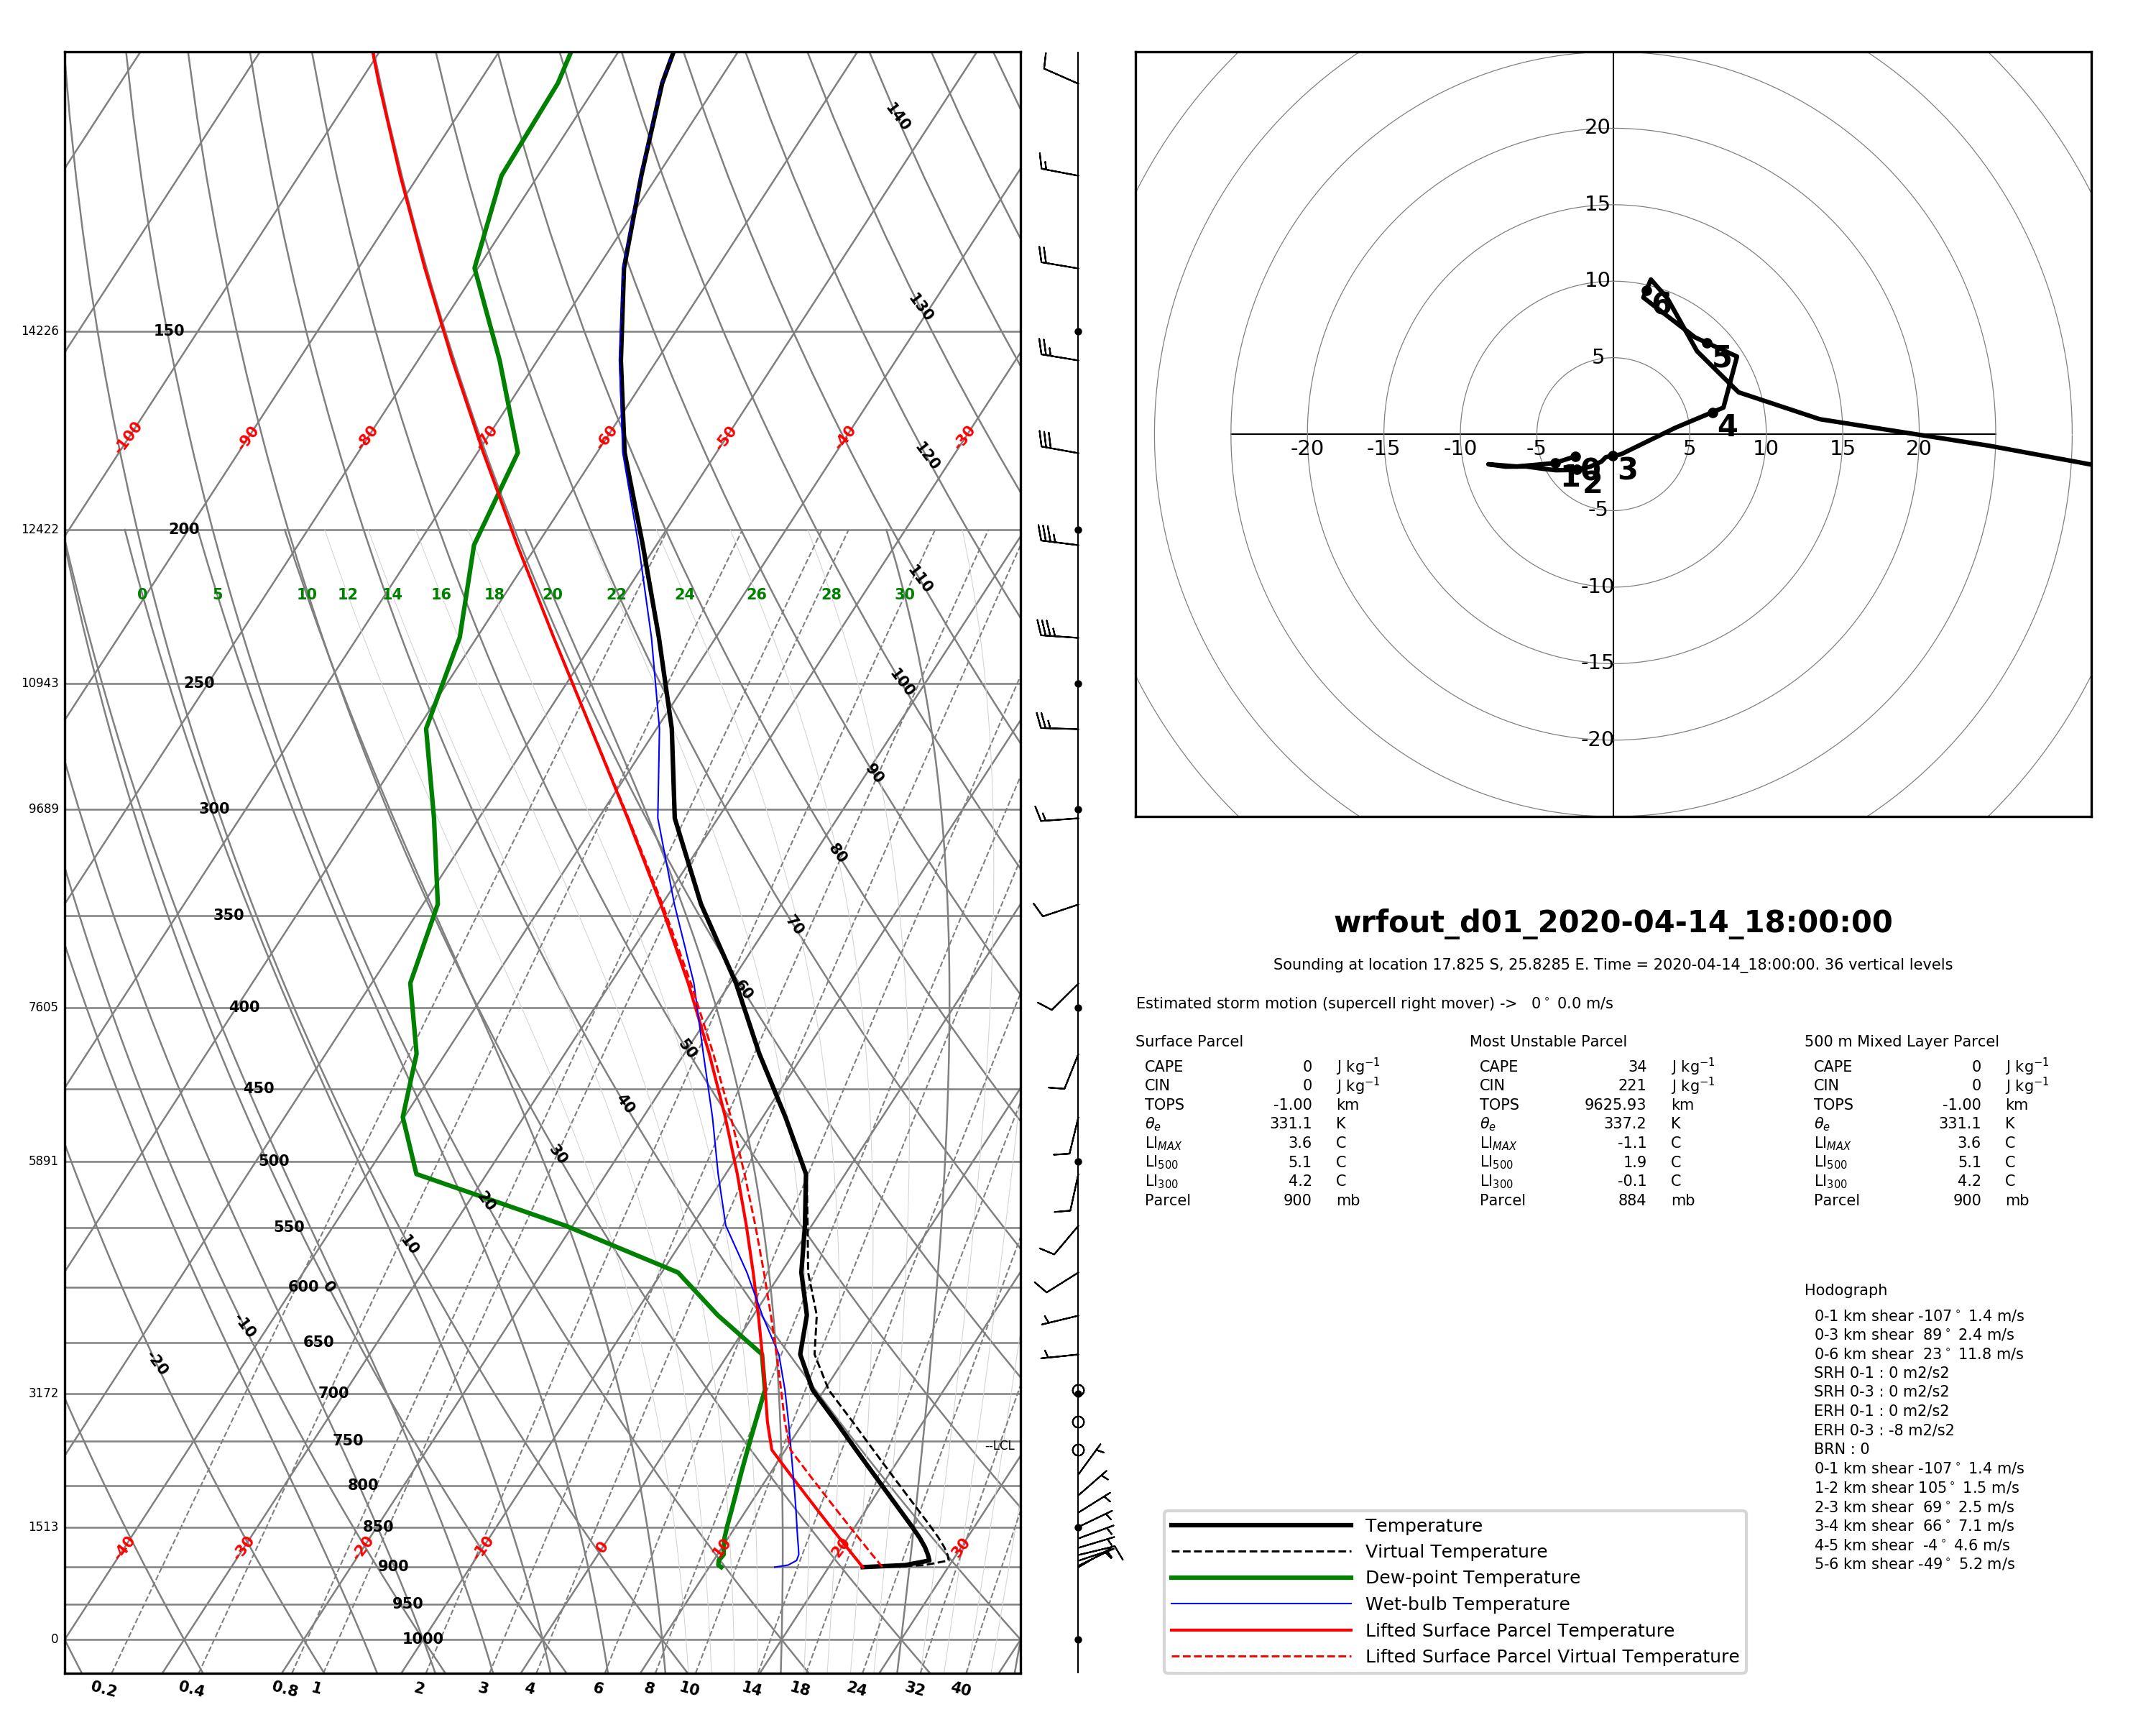 140
130
14226 150
-100 -90 -80 -70 -60 -50 -40 -30
120
12422 200
110
0 5 10 12 14 16 18 20 22 24 26 28 30
100
10943 250
90
9689 300
80
350
70
60
7605 400
50
450
40
5891 500
30
20
550
10
600 0
-10
650
-20
3172 700
750
--LCL
800
1513 850
-40 -30 -20 -10 0 10 20 30
900
950
0 1000
0.2 0.4 0.8 1 2 3 4 6 8 10 14 18 24 32 40
20
15
10
5
-20 -15 -10 -5 5 10 15 20
-5
-10
-15
-20
0 1 2 3 4 5 6
wrfout_d01_2020-04-14_18:00:00
Sounding at location 17.825 S, 25.8285 E. Time = 2020-04-14_18:00:00. 36 vertical levels
Estimated storm motion (supercell right mover) -> 0° 0.0 m/s
Surface Parcel
CAPE 0 J kg⁻¹
CIN 0 J kg⁻¹
TOPS -1.00 km
θe 331.1 K
LIMAX 3.6 C
LI500 5.1 C
LI300 4.2 C
Parcel 900 mb
Most Unstable Parcel
CAPE 34 J kg⁻¹
CIN 221 J kg⁻¹
TOPS 9625.93 km
θe 337.2 K
LIMAX -1.1 C
LI500 1.9 C
LI300 -0.1 C
Parcel 884 mb
500 m Mixed Layer Parcel
CAPE 0 J kg⁻¹
CIN 0 J kg⁻¹
TOPS -1.00 km
θe 331.1 K
LIMAX 3.6 C
LI500 5.1 C
LI300 4.2 C
Parcel 900 mb
Hodograph
0-1 km shear -107° 1.4 m/s
0-3 km shear 89° 2.4 m/s
0-6 km shear 23° 11.8 m/s
SRH 0-1 : 0 m2/s2
SRH 0-3 : 0 m2/s2
ERH 0-1 : 0 m2/s2
ERH 0-3 : -8 m2/s2
BRN : 0
0-1 km shear -107° 1.4 m/s
1-2 km shear 105° 1.5 m/s
2-3 km shear 69° 2.5 m/s
3-4 km shear 66° 7.1 m/s
4-5 km shear -4° 4.6 m/s
5-6 km shear -49° 5.2 m/s
Temperature
Virtual Temperature
Dew-point Temperature
Wet-bulb Temperature
Lifted Surface Parcel Temperature
Lifted Surface Parcel Virtual Temperature